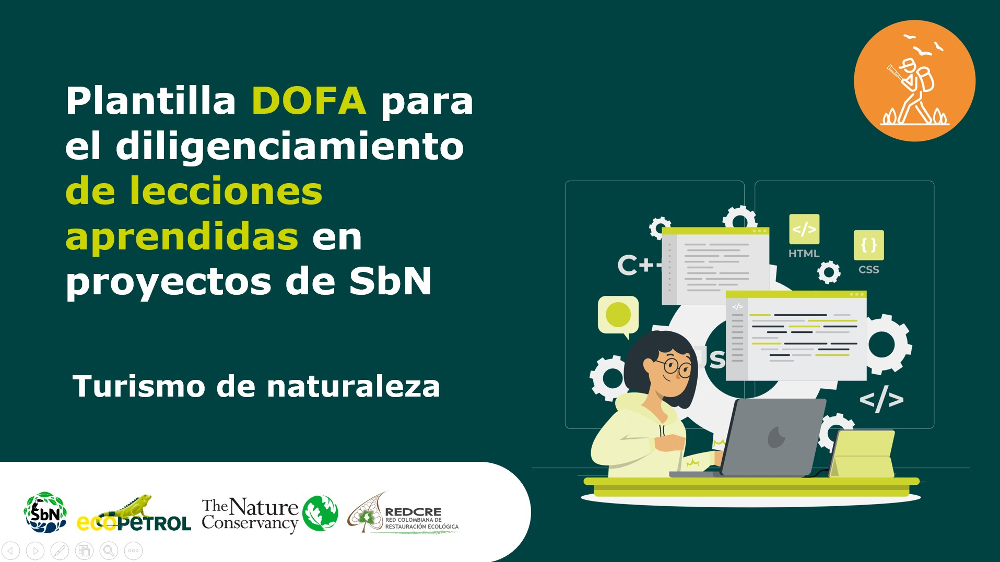 Plantilla DOFA para
el diligenciamiento
de lecciones
aprendidas en
proyectos de SbN
Turismo de naturaleza
C++
HTML
CSS
</>
{ }
</>
Js
</>
SbN
ecopetrol
The Nature
Conservancy
REDCRE
RED COLOMBIANA DE
RESTAURACIÓN ECOLÓGICA